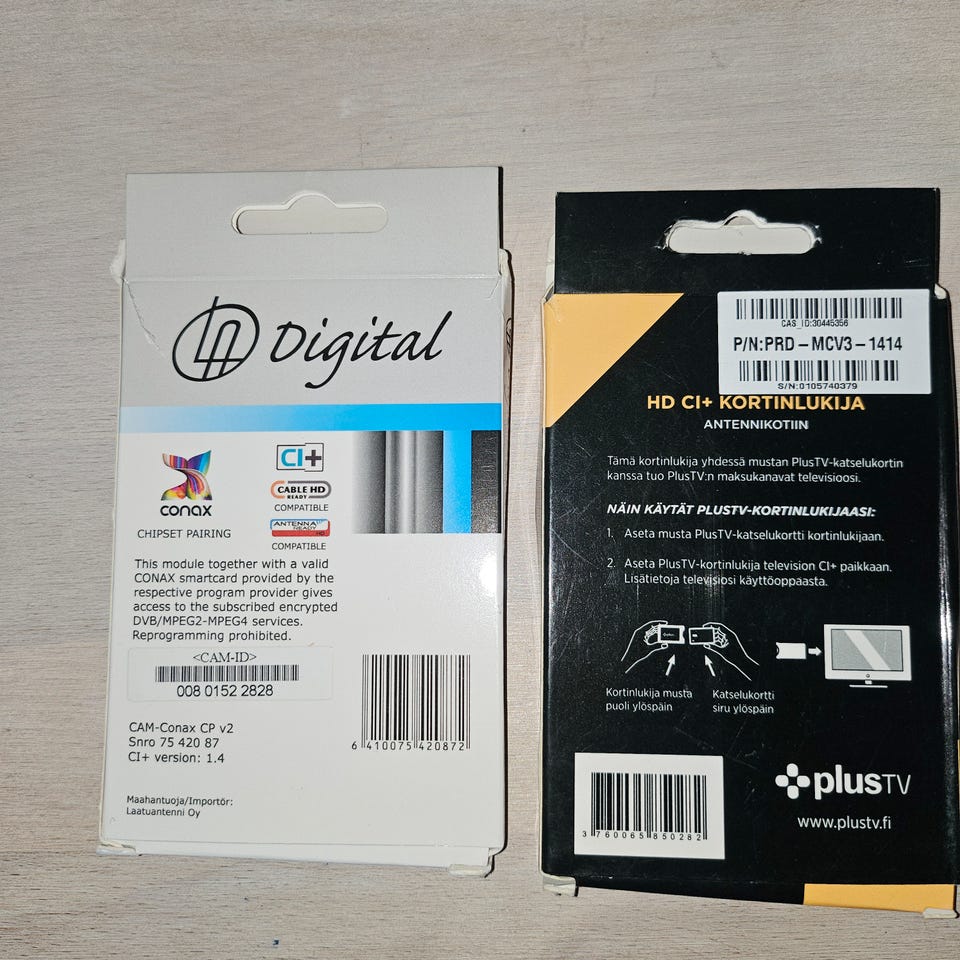 Digital
conax
CHIPSET PAIRING
CI+
CABLE HD
READY
COMPATIBLE
ANTENNA
READY HD
COMPATIBLE
This module together with a valid
CONAX smartcard provided by the
respective program provider gives
access to the subscribed encrypted
DVB/MPEG2-MPEG4 services.
Reprogramming prohibited.
<CAM-ID>
008 0152 2828
CAM-Conax CP v2
Snro 75 420 87
CI+ version: 1.4
6 410075 420872
Maahantuoja/Importör:
Laatuantenni Oy
CAS_ID:30445356
P/N:PRD-MCV3-1414
S/N:0105740379
HD CI+ KORTINLUKIJA
ANTENNIKOTIIN
Tämä kortinlukija yhdessä mustan PlusTV-katselukortin
kanssa tuo PlusTV:n maksukanavat televisioosi.
NÄIN KÄYTÄT PLUSTV-KORTINLUKIJAASI:
1. Aseta musta PlusTV-katselukortti kortinlukijaan.
2. Aseta PlusTV-kortinlukija television CI+ paikkaan.
Lisätietoja televisiosi käyttöoppaasta.
Kortinlukija musta
puoli ylöspäin
Katselukortti
siru ylöspäin
3 760065 850282
plusTV
www.plustv.fi